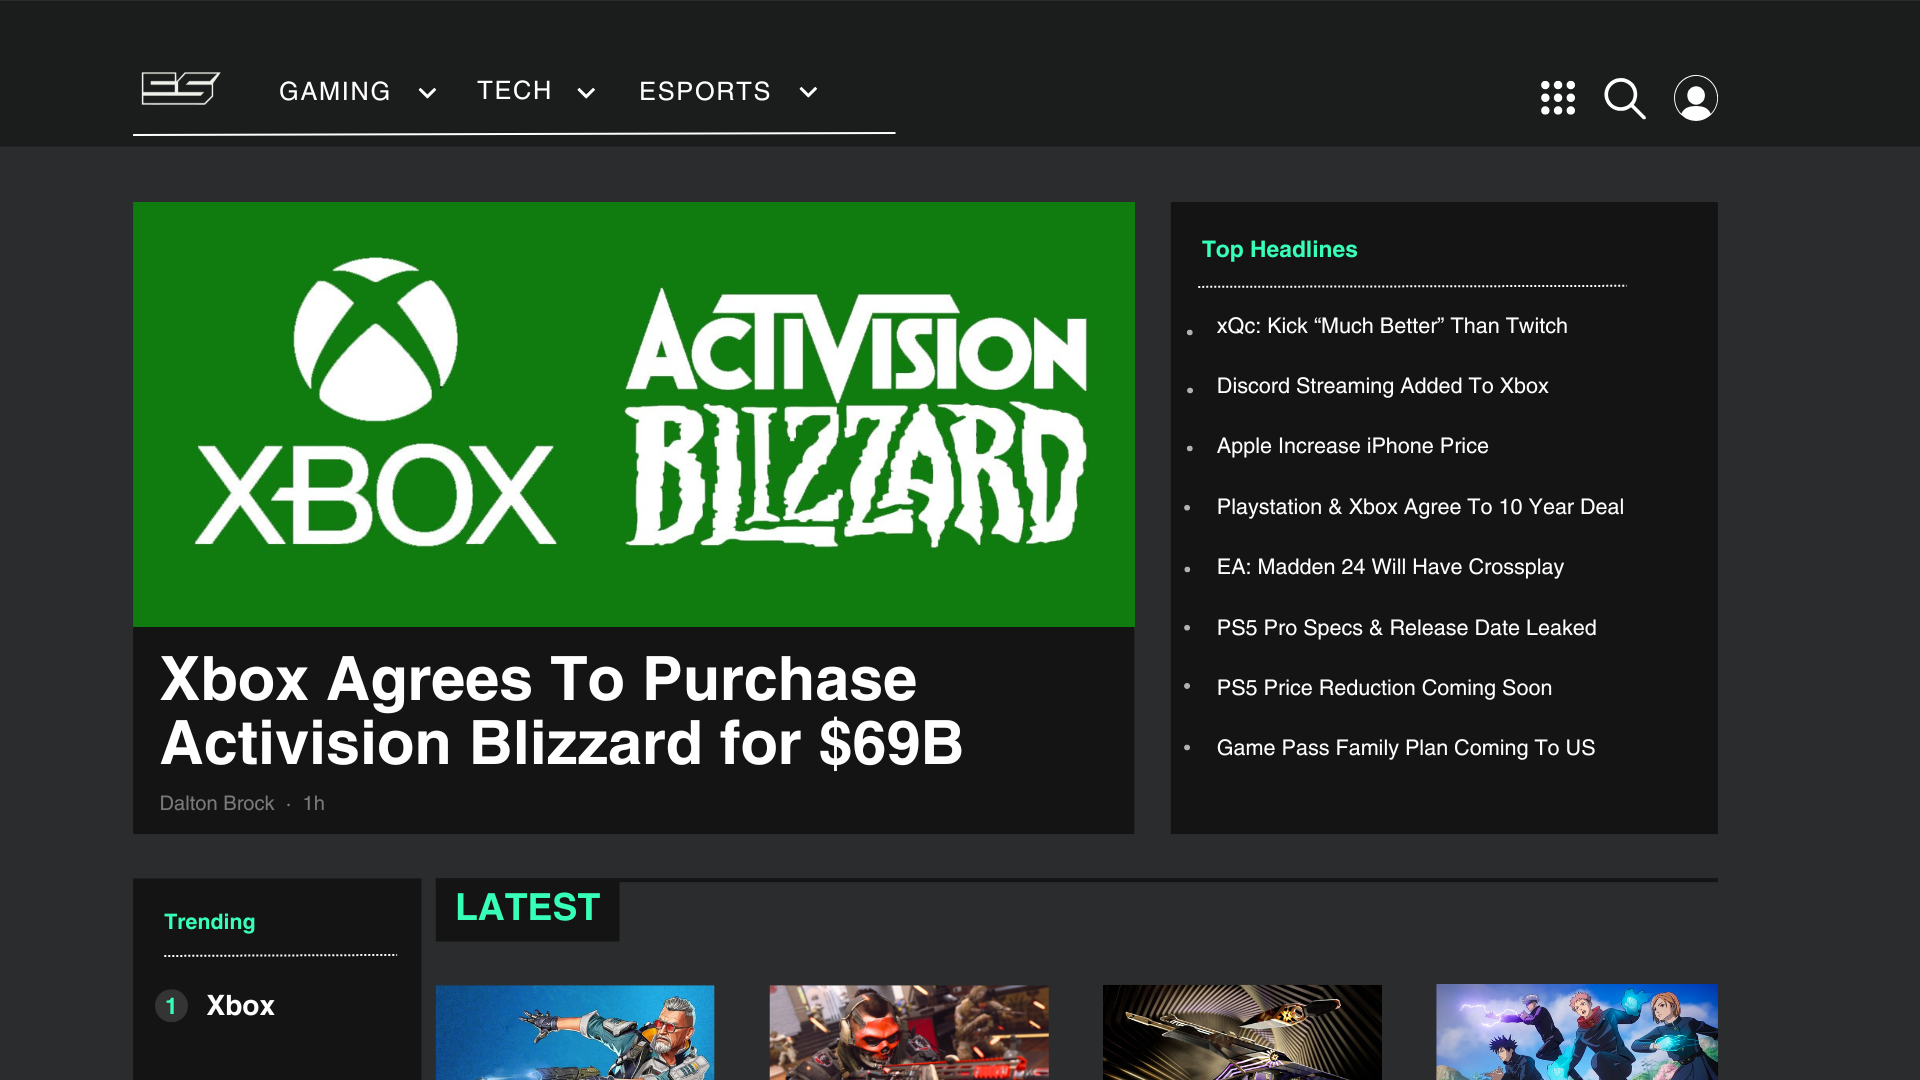 ES
GAMING
TECH
ESPORTS
XBOX
ACTIVISION
BLIZZARD
Xbox Agrees To Purchase
Activision Blizzard for $69B
Dalton Brock · 1h
Top Headlines
xQc: Kick “Much Better” Than Twitch
Discord Streaming Added To Xbox
Apple Increase iPhone Price
Playstation & Xbox Agree To 10 Year Deal
EA: Madden 24 Will Have Crossplay
PS5 Pro Specs & Release Date Leaked
PS5 Price Reduction Coming Soon
Game Pass Family Plan Coming To US
Trending
1 Xbox
LATEST